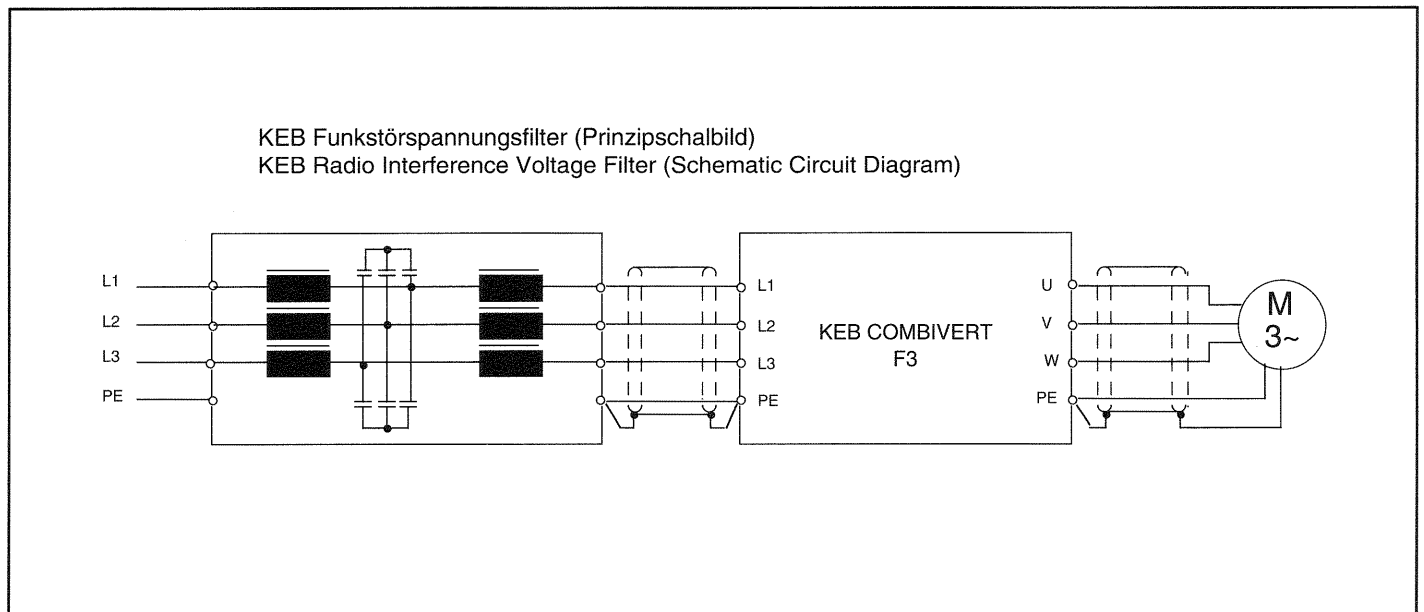 KEB Funkstörspannungsfilter (Prinzipschalbild)
KEB Radio Interference Voltage Filter (Schematic Circuit Diagram)
L1
L2
L3
PE
L1
L2
L3
PE
KEB COMBIVERT
F3
U
V
W
PE
M
3~